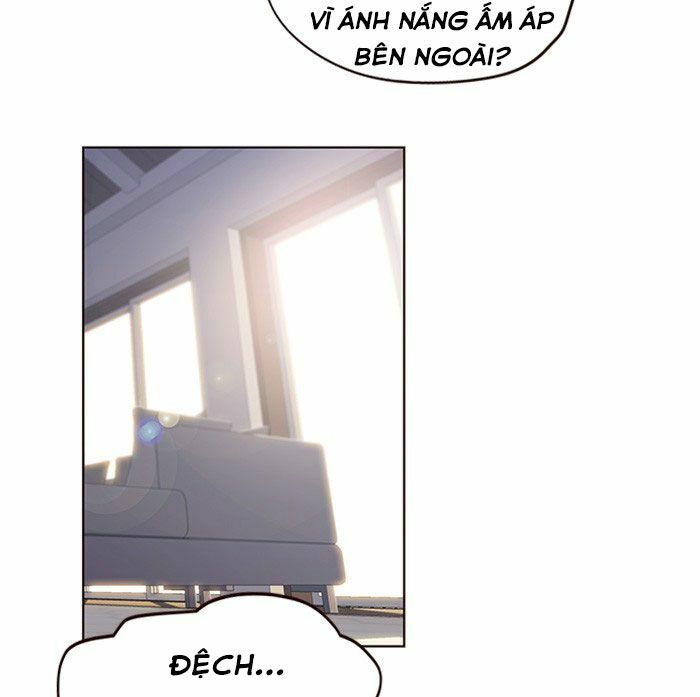 VÌ ÁNH NẮNG ẤM ÁP
BÊN NGOÀI?
ĐỆCH...